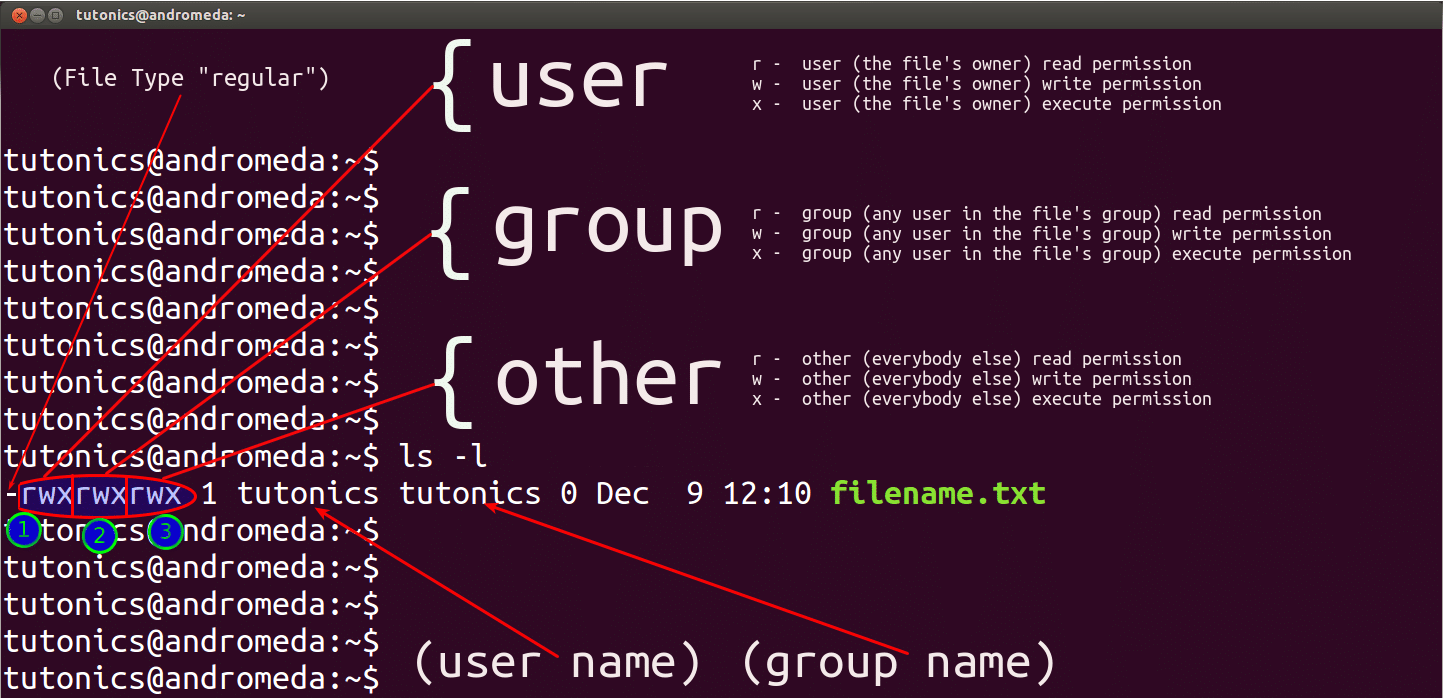 tutonics@andromeda: ~
(File Type "regular")
{ user
r - user (the file's owner) read permission
w - user (the file's owner) write permission
x - user (the file's owner) execute permission
tutonics@andromeda:~$
tutonics@andromeda:~$
{ group
r - group (any user in the file's group) read permission
w - group (any user in the file's group) write permission
x - group (any user in the file's group) execute permission
tutonics@andromeda:~$
tutonics@andromeda:~$
tutonics@andromeda:~$
tutonics@andromeda:~$
{ other
r - other (everybody else) read permission
w - other (everybody else) write permission
x - other (everybody else) execute permission
tutonics@andromeda:~$
tutonics@andromeda:~$
tutonics@andromeda:~$ ls -l
-rwxrwxrwx 1 tutonics tutonics 0 Dec  9 12:10 filename.txt
1 2 3
tutonics@andromeda:~$
tutonics@andromeda:~$
tutonics@andromeda:~$
tutonics@andromeda:~$
tutonics@andromeda:~$
(user name) (group name)